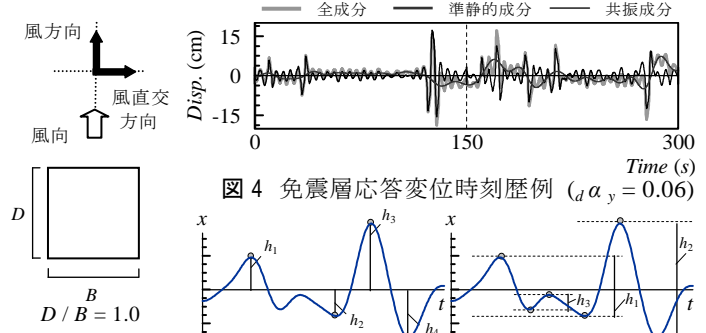 風方向
風直交
方向
風向
D
B
D / B = 1.0
全成分 準静的成分 共振成分
Disp. (cm)
15
0
-15
0 150 300
Time (s)
図 4 免震層応答変位時刻歴例 (dαy = 0.06)
x
h1
h2
h3
h4
t
x
h3
h1
h2
t